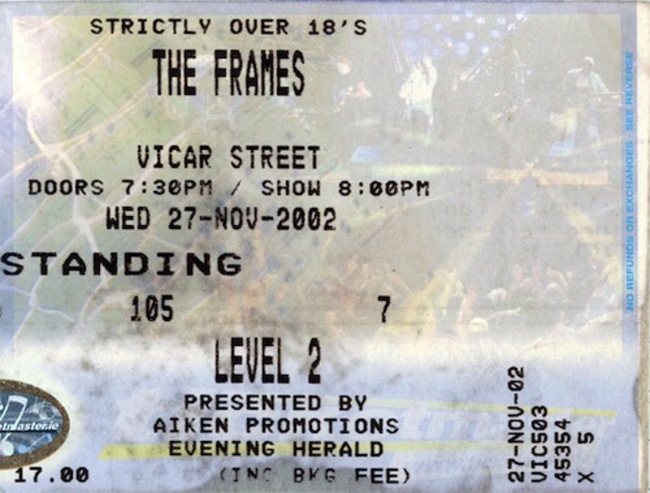 STRICTLY OVER 18'S
THE FRAMES
VICAR STREET
DOORS 7:30PM / SHOW 8:00PM
WED 27-NOV-2002
STANDING
105 7
LEVEL 2
PRESENTED BY
AIKEN PROMOTIONS
EVENING HERALD
17.00 (INC BKG FEE)
etmaster.ie
27-NOV-02
VIC503
45354
X 5
NO REFUNDS OR EXCHANGES - SEE REVERSE